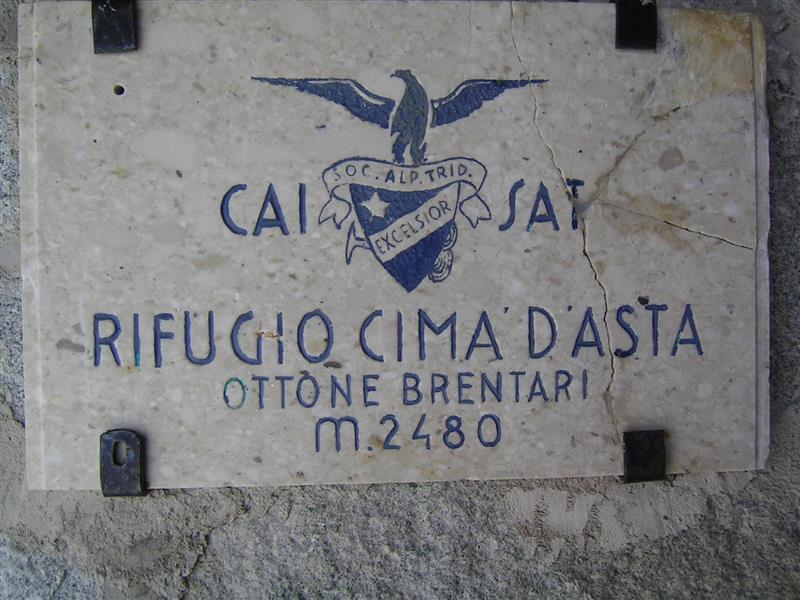 SOC. ALP. TRID.
CAI SAT
EXCELSIOR
RIFUGIO CIMA D'ASTA
OTTONE BRENTARI
m. 2480